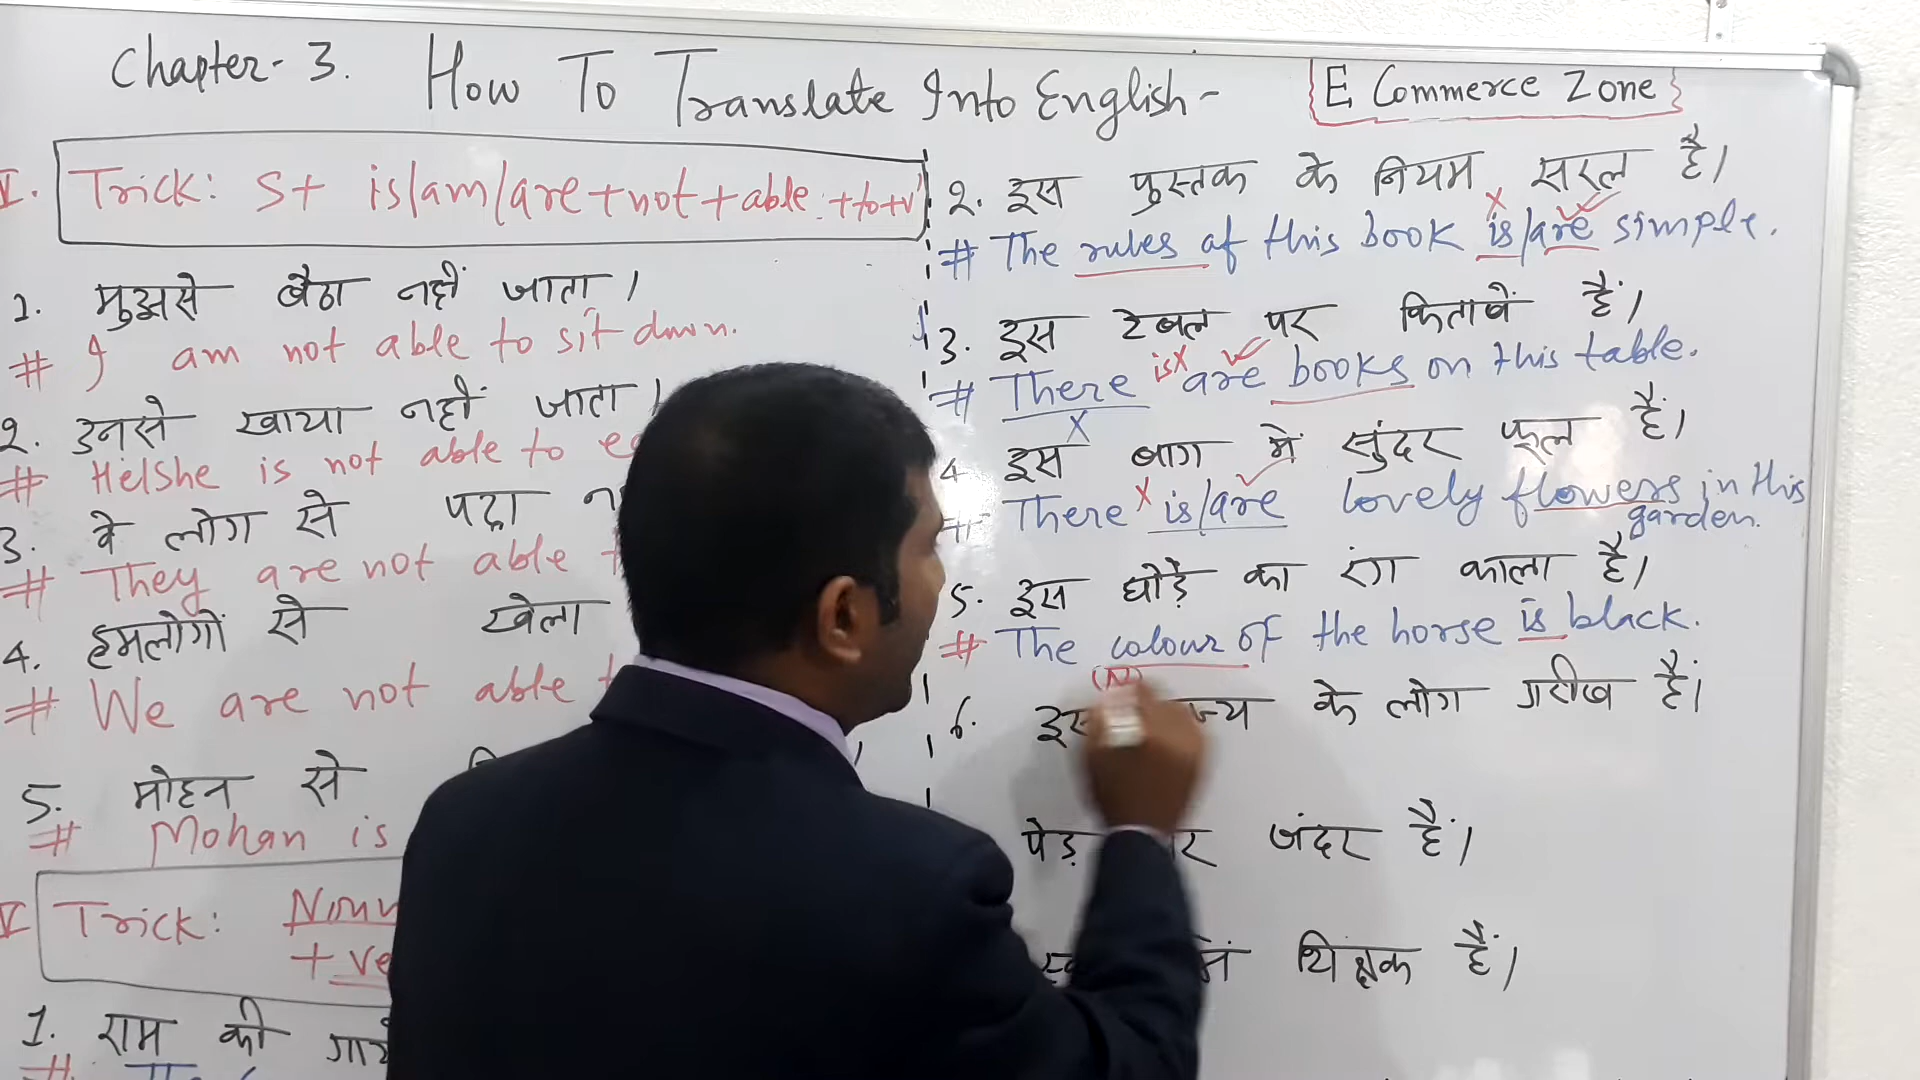 Chapter- 3. How To Translate Into English-
E Commerce Zone
Trick: S+ is/am/are+not+able+to+v'
1. मुझसे बैठा नहीं जाता।
# I am not able to sit down.
2. उनसे खाया नहीं जाता।
# He/She is not able to
3. वे लोग से पढ़ा
# They are not able
4. हमलोगों से खेला
# We are not able
5. मोहन से
# Mohan is
Trick: Noun
+ ve
1. राम की
2. इस पुस्तक के नियम सरल है।
# The rules of this book is/are simple.
3. इस टेबल पर किताबें हैं।
# There is are books on this table.
4 इस बाग में सुंदर फूल हैं।
# There is/are lovely flowers in this
garden.
5. इस घोड़े का रंग काला है।
# The colour of the horse is black.
(N)
6. के लोग गरीब हैं।
पेड़ बंदर हैं।
शिक्षक हैं।